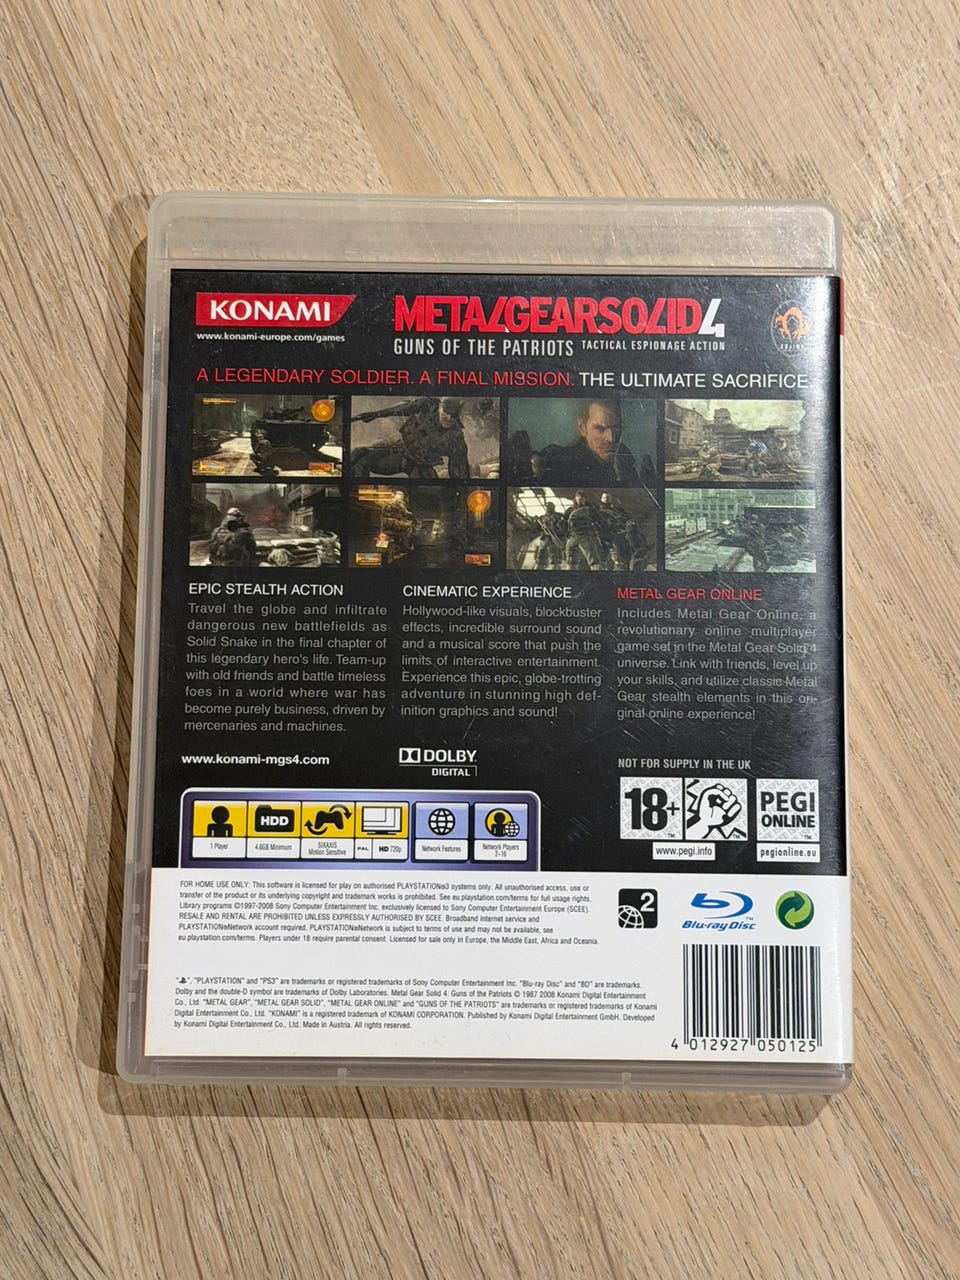 KONAMI
www.konami-europe.com/games
METAL GEAR SOLID 4
GUNS OF THE PATRIOTS TACTICAL ESPIONAGE ACTION
A LEGENDARY SOLDIER. A FINAL MISSION. THE ULTIMATE SACRIFICE
EPIC STEALTH ACTION
Travel the globe and infiltrate
dangerous new battlefields as
Solid Snake in the final chapter of
this legendary hero's life. Team-up
with old friends and battle timeless
foes in a world where war has
become purely business, driven by
mercenaries and machines.
CINEMATIC EXPERIENCE
Hollywood-like visuals, blockbuster
effects, incredible surround sound
and a musical score that push the
limits of interactive entertainment.
Experience this epic, globe-trotting
adventure in stunning high def-
inition graphics and sound!
METAL GEAR ONLINE
Includes Metal Gear Online, a
revolutionary online multiplayer
game set in the Metal Gear Solid 4
universe. Link with friends, level up
your skills, and utilize classic Metal
Gear stealth elements in this ori-
ginal online experience!
www.konami-mgs4.com
DOLBY
DIGITAL
NOT FOR SUPPLY IN THE UK
18+
www.pegi.info
PEGI
ONLINE
pegionline.eu
HDD
1 Player
4.6GB Minimum
SIXAXIS
Motion Sensitive
PAL
HD 720p
Network Features
Network Players
2-16
FOR HOME USE ONLY: This software is licensed for play on authorised PLAYSTATION®3 systems only. All unauthorised access, use or
transfer of the product or its underlying copyright and trademark works is prohibited. See eu.playstation.com/terms for full usage rights.
Library programs ©1997-2008 Sony Computer Entertainment Inc. exclusively licensed to Sony Computer Entertainment Europe (SCEE).
RESALE AND RENTAL ARE PROHIBITED UNLESS EXPRESSLY AUTHORISED BY SCEE. Broadband internet service and
PLAYSTATION®Network account required. PLAYSTATION®Network is subject to terms of use and may not be available, see
eu.playstation.com/terms. Players under 18 require parental consent. Licensed for sale only in Europe, the Middle East, Africa and Oceania.
2
Blu-ray Disc
"", "PLAYSTATION" and "PS3" are trademarks or registered trademarks of Sony Computer Entertainment Inc. "Blu-ray Disc" and "BD" are trademarks.
Dolby and the double-D symbol are trademarks of Dolby Laboratories. Metal Gear Solid 4: Guns of the Patriots © 1987 2008 Konami Digital Entertainment
Co., Ltd. "METAL GEAR", "METAL GEAR SOLID", "METAL GEAR ONLINE" and "GUNS OF THE PATRIOTS" are trademarks or registered trademarks of Konami
Digital Entertainment Co., Ltd. "KONAMI" is a registered trademark of KONAMI CORPORATION. Published by Konami Digital Entertainment GmbH. Developed
by Konami Digital Entertainment Co., Ltd. Made in Austria. All rights reserved.
4 012927 050125